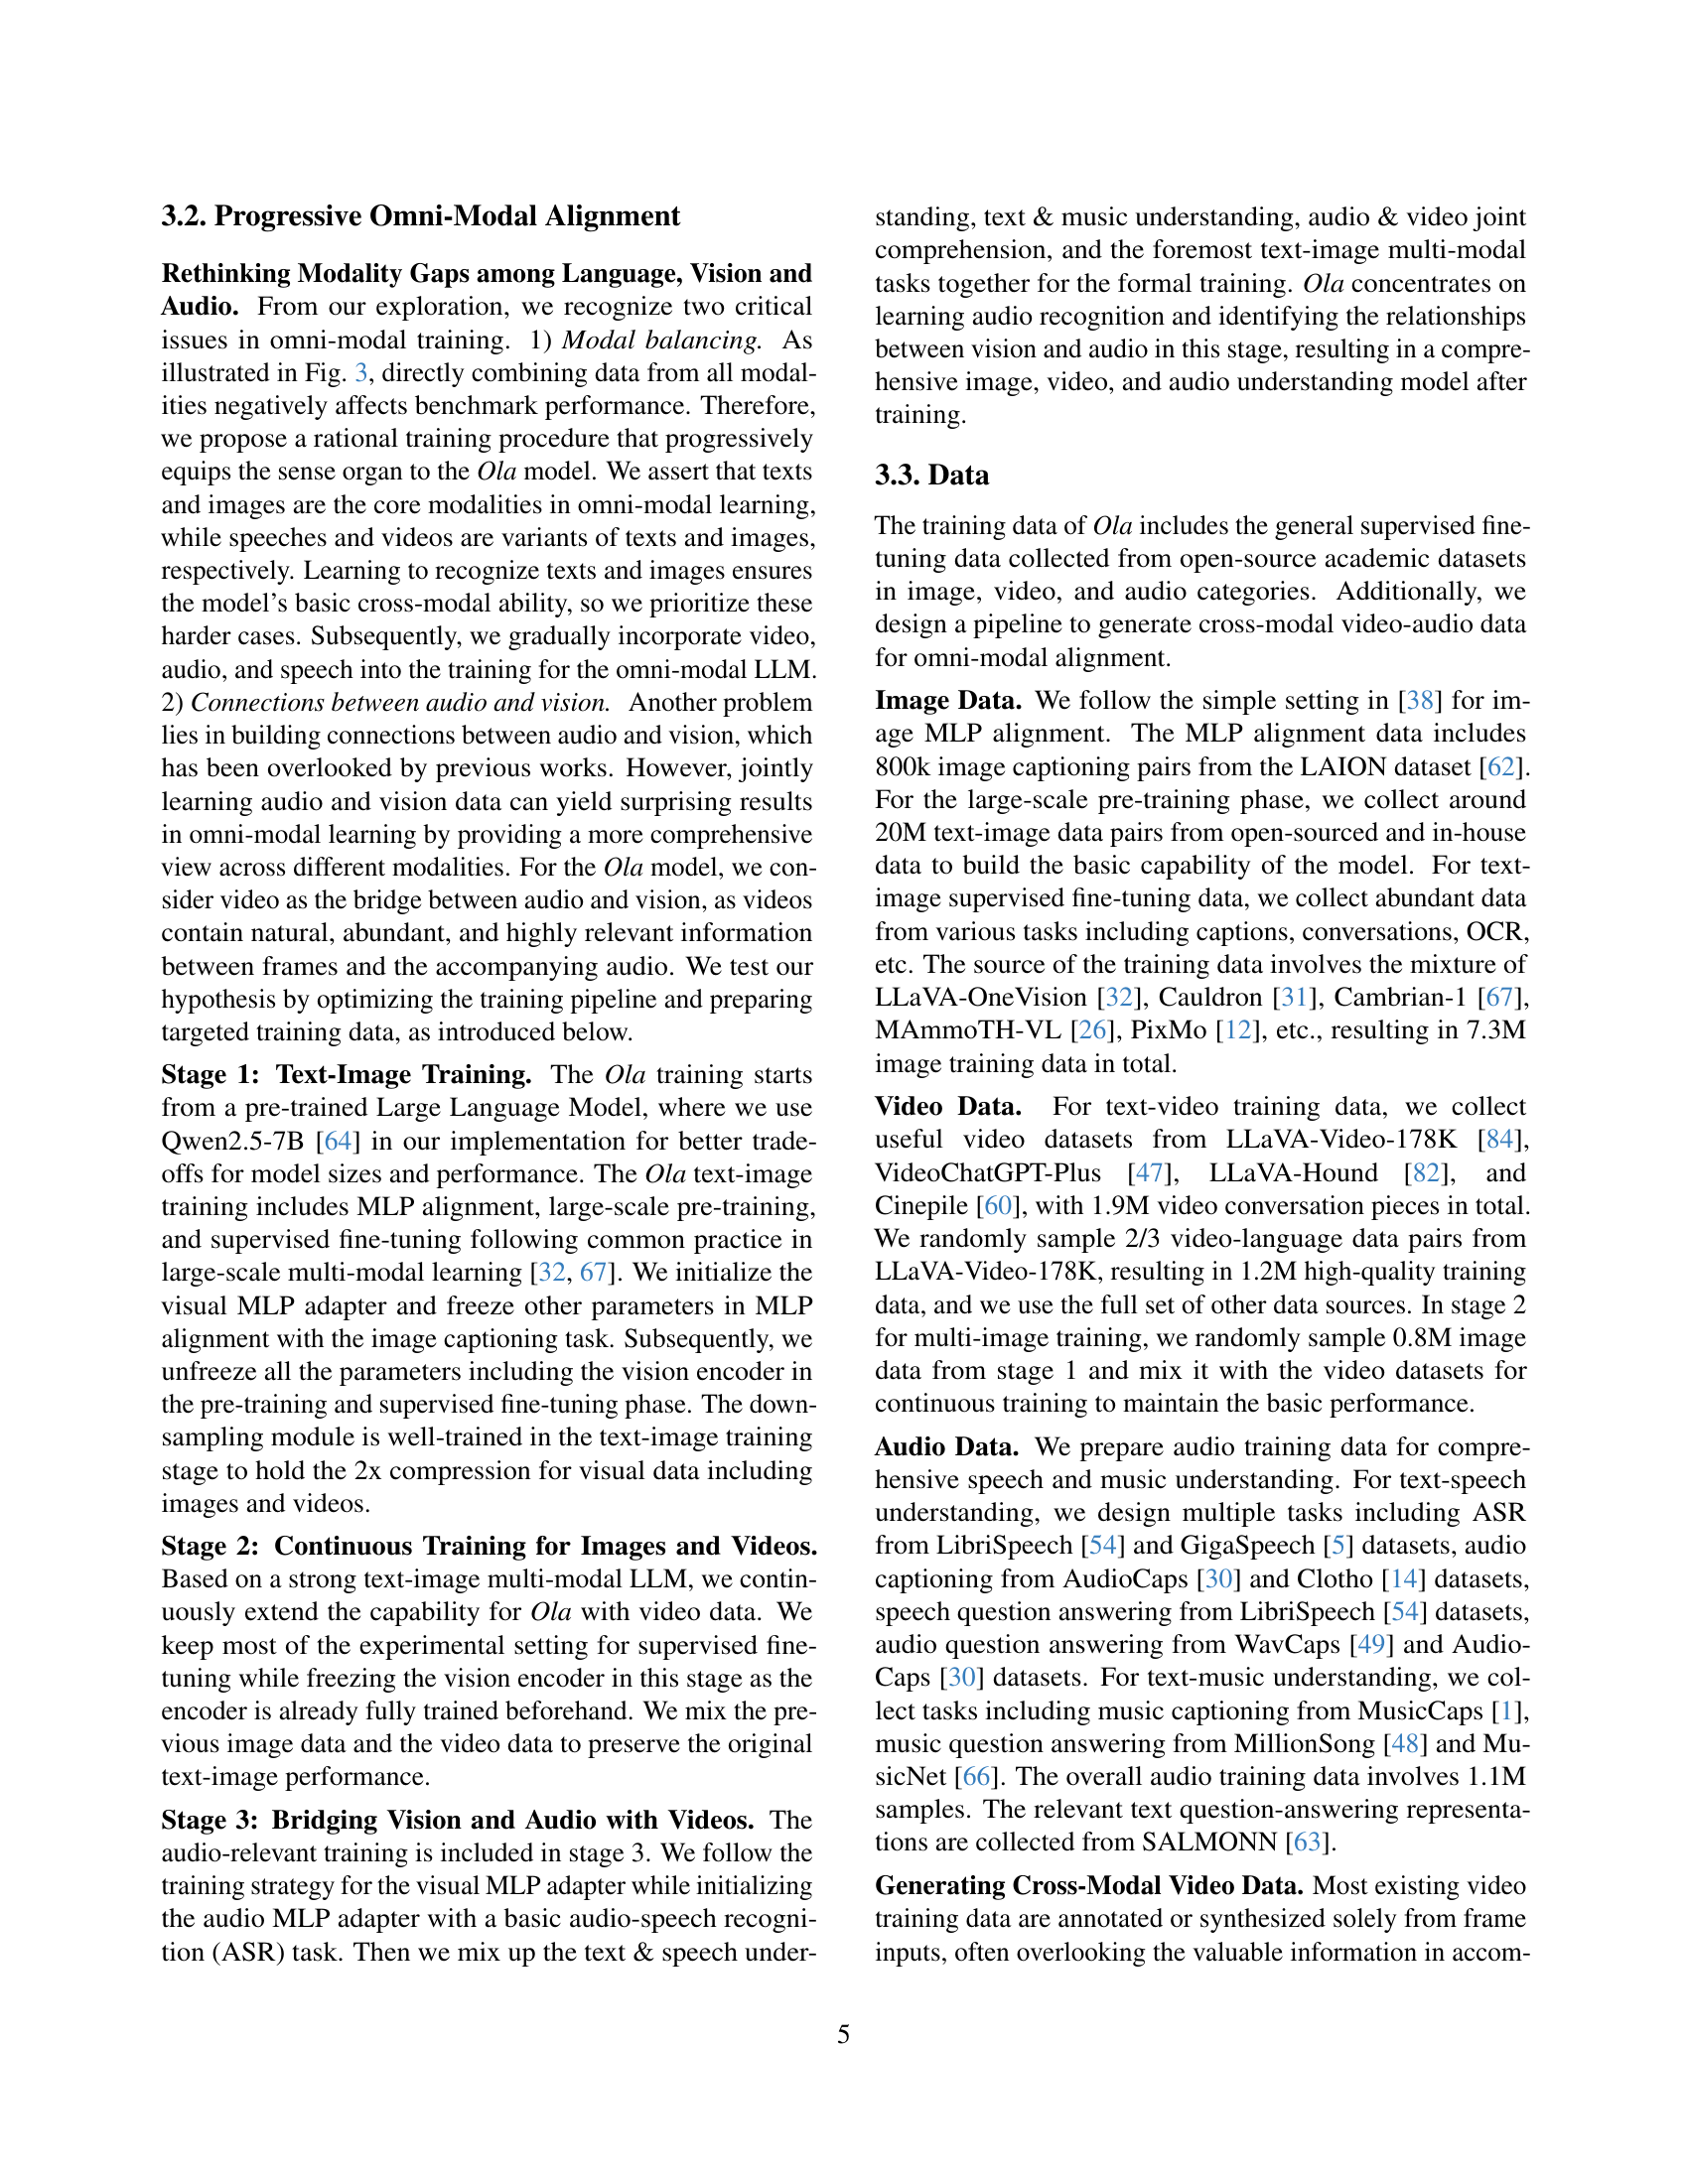 3.2. Progressive Omni-Modal Alignment
Rethinking Modality Gaps among Language, Vision and
Audio. From our exploration, we recognize two critical
issues in omni-modal training. 1) Modal balancing. As
illustrated in Fig. 3, directly combining data from all modal-
ities negatively affects benchmark performance. Therefore,
we propose a rational training procedure that progressively
equips the sense organ to the Ola model. We assert that texts
and images are the core modalities in omni-modal learning,
while speeches and videos are variants of texts and images,
respectively. Learning to recognize texts and images ensures
the model's basic cross-modal ability, so we prioritize these
harder cases. Subsequently, we gradually incorporate video,
audio, and speech into the training for the omni-modal LLM.
2) Connections between audio and vision. Another problem
lies in building connections between audio and vision, which
has been overlooked by previous works. However, jointly
learning audio and vision data can yield surprising results
in omni-modal learning by providing a more comprehensive
view across different modalities. For the Ola model, we con-
sider video as the bridge between audio and vision, as videos
contain natural, abundant, and highly relevant information
between frames and the accompanying audio. We test our
hypothesis by optimizing the training pipeline and preparing
targeted training data, as introduced below.
Stage 1: Text-Image Training. The Ola training starts
from a pre-trained Large Language Model, where we use
Qwen2.5-7B [64] in our implementation for better trade-
offs for model sizes and performance. The Ola text-image
training includes MLP alignment, large-scale pre-training,
and supervised fine-tuning following common practice in
large-scale multi-modal learning [32, 67]. We initialize the
visual MLP adapter and freeze other parameters in MLP
alignment with the image captioning task. Subsequently, we
unfreeze all the parameters including the vision encoder in
the pre-training and supervised fine-tuning phase. The down-
sampling module is well-trained in the text-image training
stage to hold the 2x compression for visual data including
images and videos.
Stage 2: Continuous Training for Images and Videos.
Based on a strong text-image multi-modal LLM, we contin-
uously extend the capability for Ola with video data. We
keep most of the experimental setting for supervised fine-
tuning while freezing the vision encoder in this stage as the
encoder is already fully trained beforehand. We mix the pre-
vious image data and the video data to preserve the original
text-image performance.
Stage 3: Bridging Vision and Audio with Videos. The
audio-relevant training is included in stage 3. We follow the
training strategy for the visual MLP adapter while initializing
the audio MLP adapter with a basic audio-speech recogni-
tion (ASR) task. Then we mix up the text & speech under-
standing, text & music understanding, audio & video joint
comprehension, and the foremost text-image multi-modal
tasks together for the formal training. Ola concentrates on
learning audio recognition and identifying the relationships
between vision and audio in this stage, resulting in a compre-
hensive image, video, and audio understanding model after
training.
3.3. Data
The training data of Ola includes the general supervised fine-
tuning data collected from open-source academic datasets
in image, video, and audio categories. Additionally, we
design a pipeline to generate cross-modal video-audio data
for omni-modal alignment.
Image Data. We follow the simple setting in [38] for im-
age MLP alignment. The MLP alignment data includes
800k image captioning pairs from the LAION dataset [62].
For the large-scale pre-training phase, we collect around
20M text-image data pairs from open-sourced and in-house
data to build the basic capability of the model. For text-
image supervised fine-tuning data, we collect abundant data
from various tasks including captions, conversations, OCR,
etc. The source of the training data involves the mixture of
LLaVA-OneVision [32], Cauldron [31], Cambrian-1 [67],
MAmmoTH-VL [26], PixMo [12], etc., resulting in 7.3M
image training data in total.
Video Data. For text-video training data, we collect
useful video datasets from LLaVA-Video-178K [84],
VideoChatGPT-Plus [47], LLaVA-Hound [82], and
Cinepile [60], with 1.9M video conversation pieces in total.
We randomly sample 2/3 video-language data pairs from
LLaVA-Video-178K, resulting in 1.2M high-quality training
data, and we use the full set of other data sources. In stage 2
for multi-image training, we randomly sample 0.8M image
data from stage 1 and mix it with the video datasets for
continuous training to maintain the basic performance.
Audio Data. We prepare audio training data for compre-
hensive speech and music understanding. For text-speech
understanding, we design multiple tasks including ASR
from LibriSpeech [54] and GigaSpeech [5] datasets, audio
captioning from AudioCaps [30] and Clotho [14] datasets,
speech question answering from LibriSpeech [54] datasets,
audio question answering from WavCaps [49] and Audio-
Caps [30] datasets. For text-music understanding, we col-
lect tasks including music captioning from MusicCaps [1],
music question answering from MillionSong [48] and Mu-
sicNet [66]. The overall audio training data involves 1.1M
samples. The relevant text question-answering representa-
tions are collected from SALMONN [63].
Generating Cross-Modal Video Data. Most existing video
training data are annotated or synthesized solely from frame
inputs, often overlooking the valuable information in accom-
5